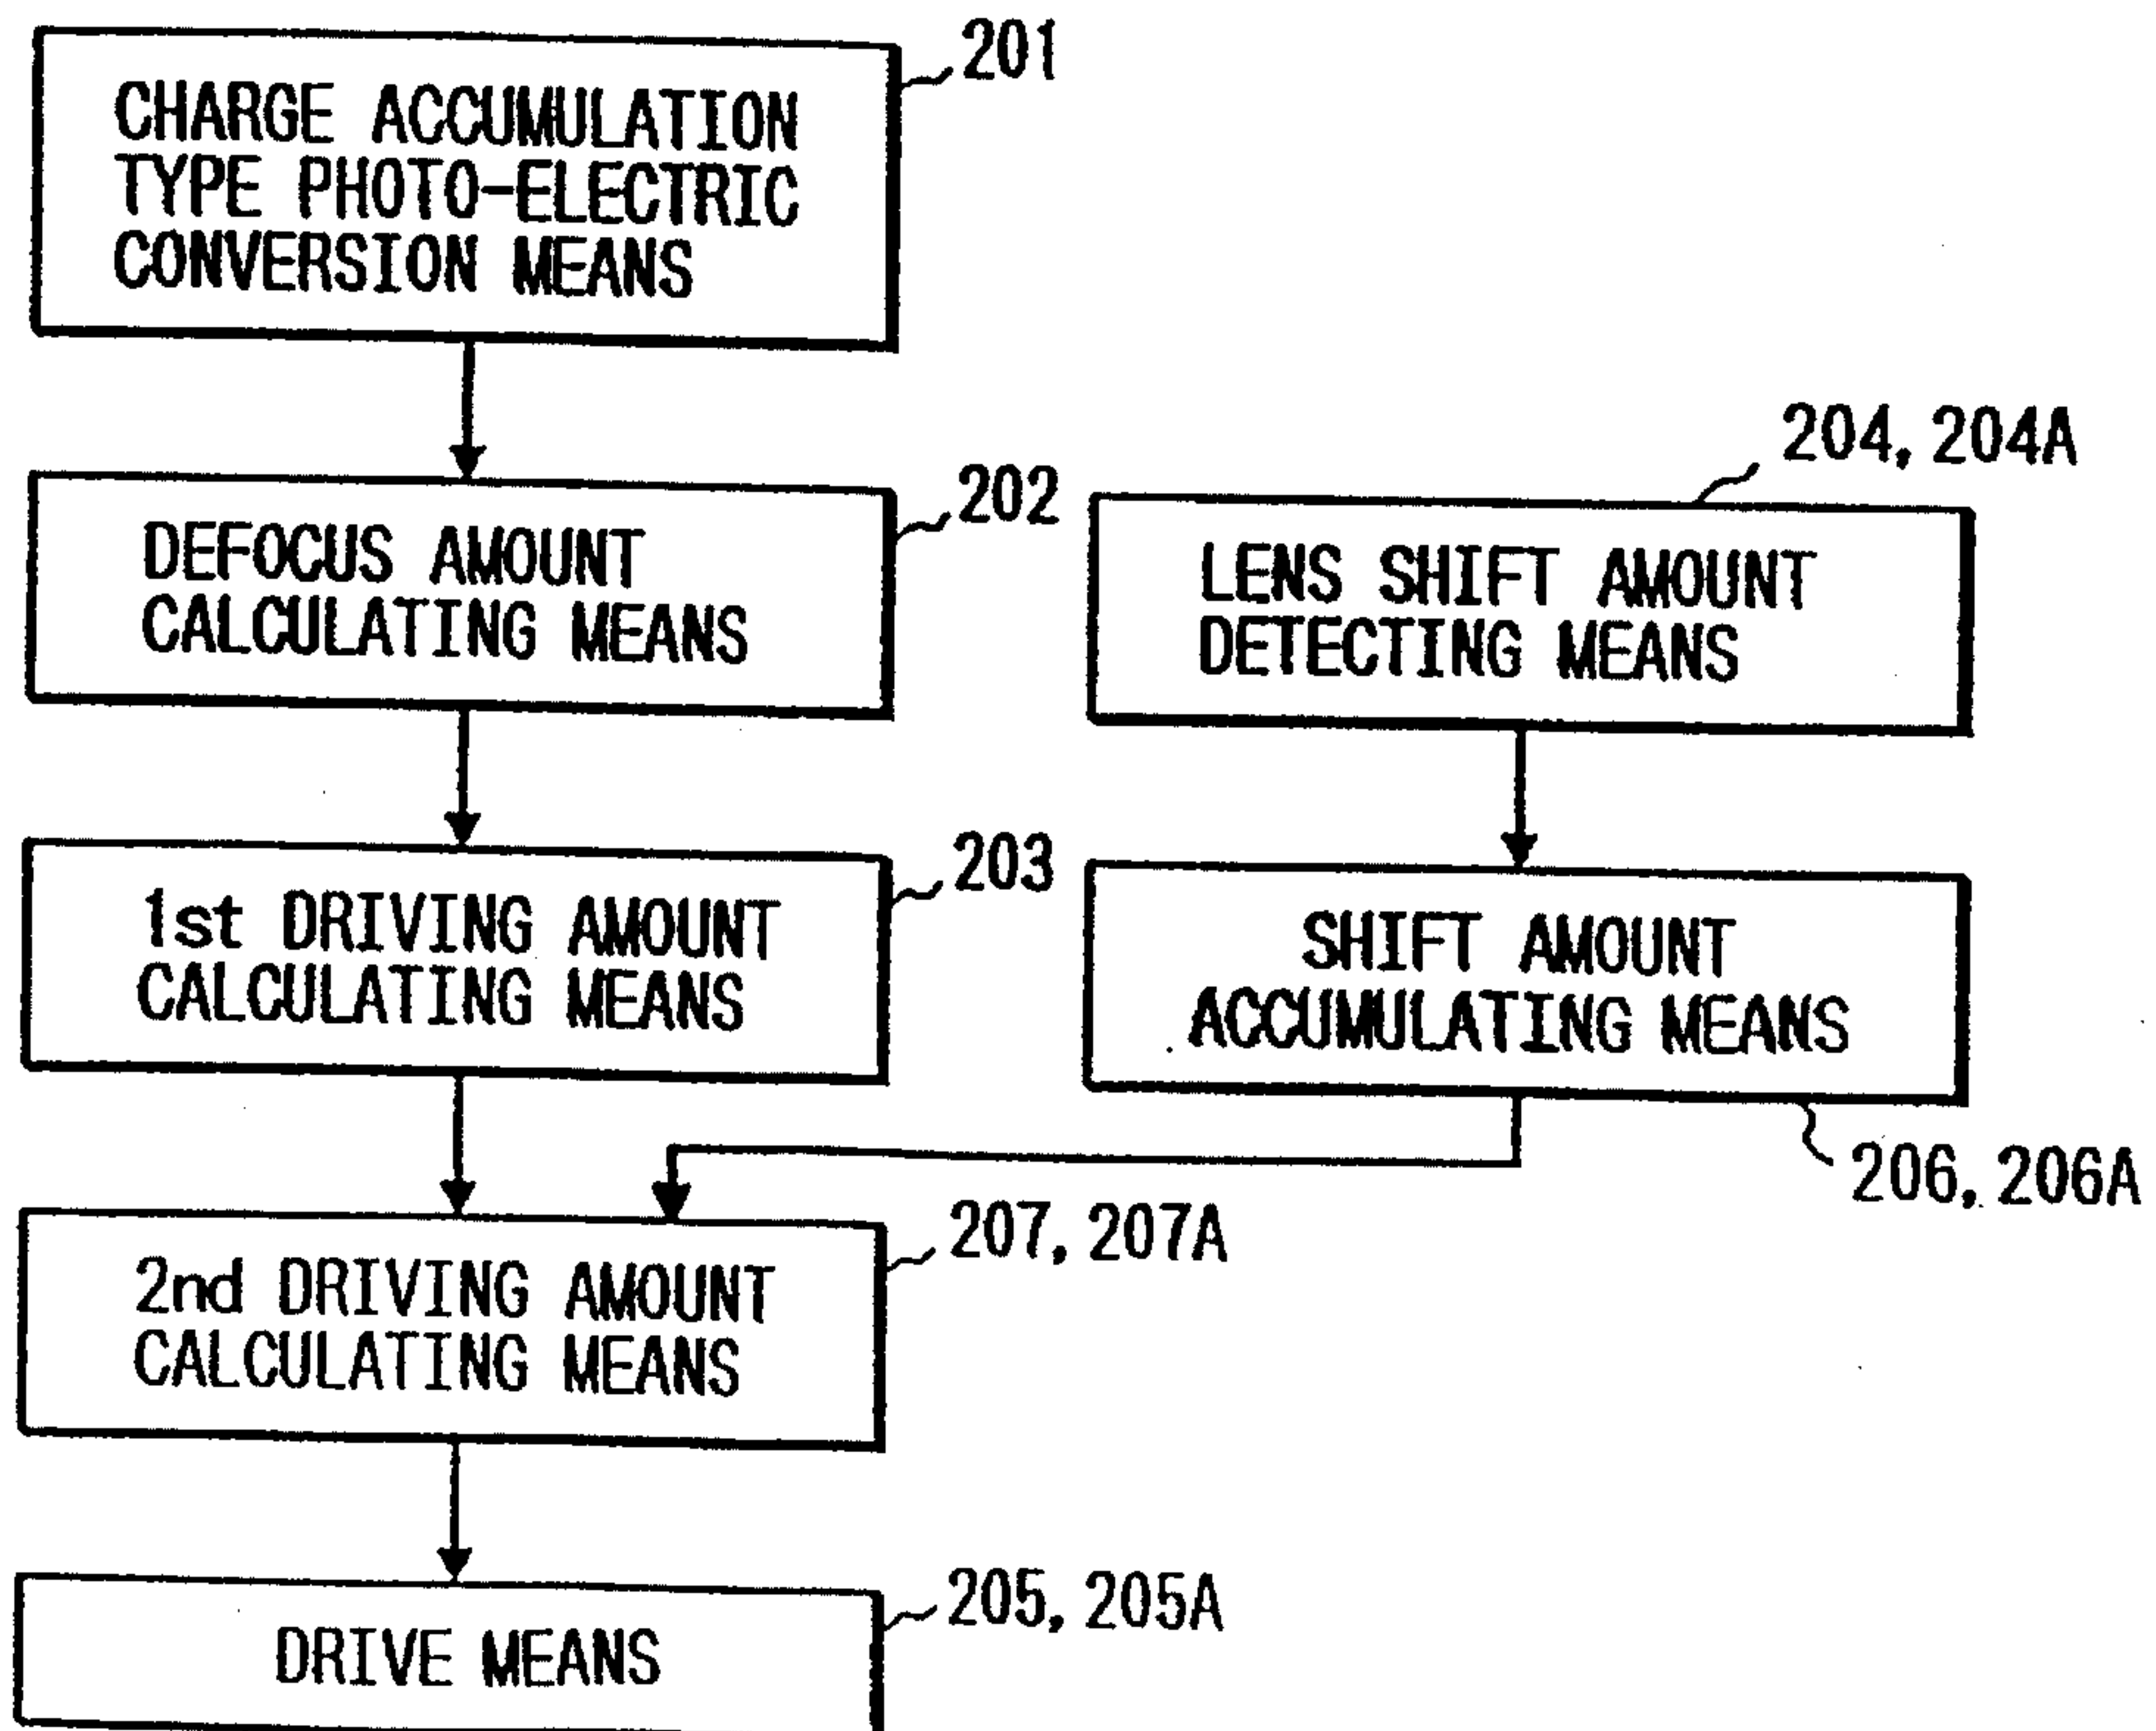 201
CHARGE ACCUMULATION
TYPE PHOTO-ELECTRIC
CONVERSION MEANS
202
DEFOCUS AMOUNT
CALCULATING MEANS
204, 204A
LENS SHIFT AMOUNT
DETECTING MEANS
203
1st DRIVING AMOUNT
CALCULATING MEANS
SHIFT AMOUNT
ACCUMULATING MEANS
206, 206A
207, 207A
2nd DRIVING AMOUNT
CALCULATING MEANS
205, 205A
DRIVE MEANS